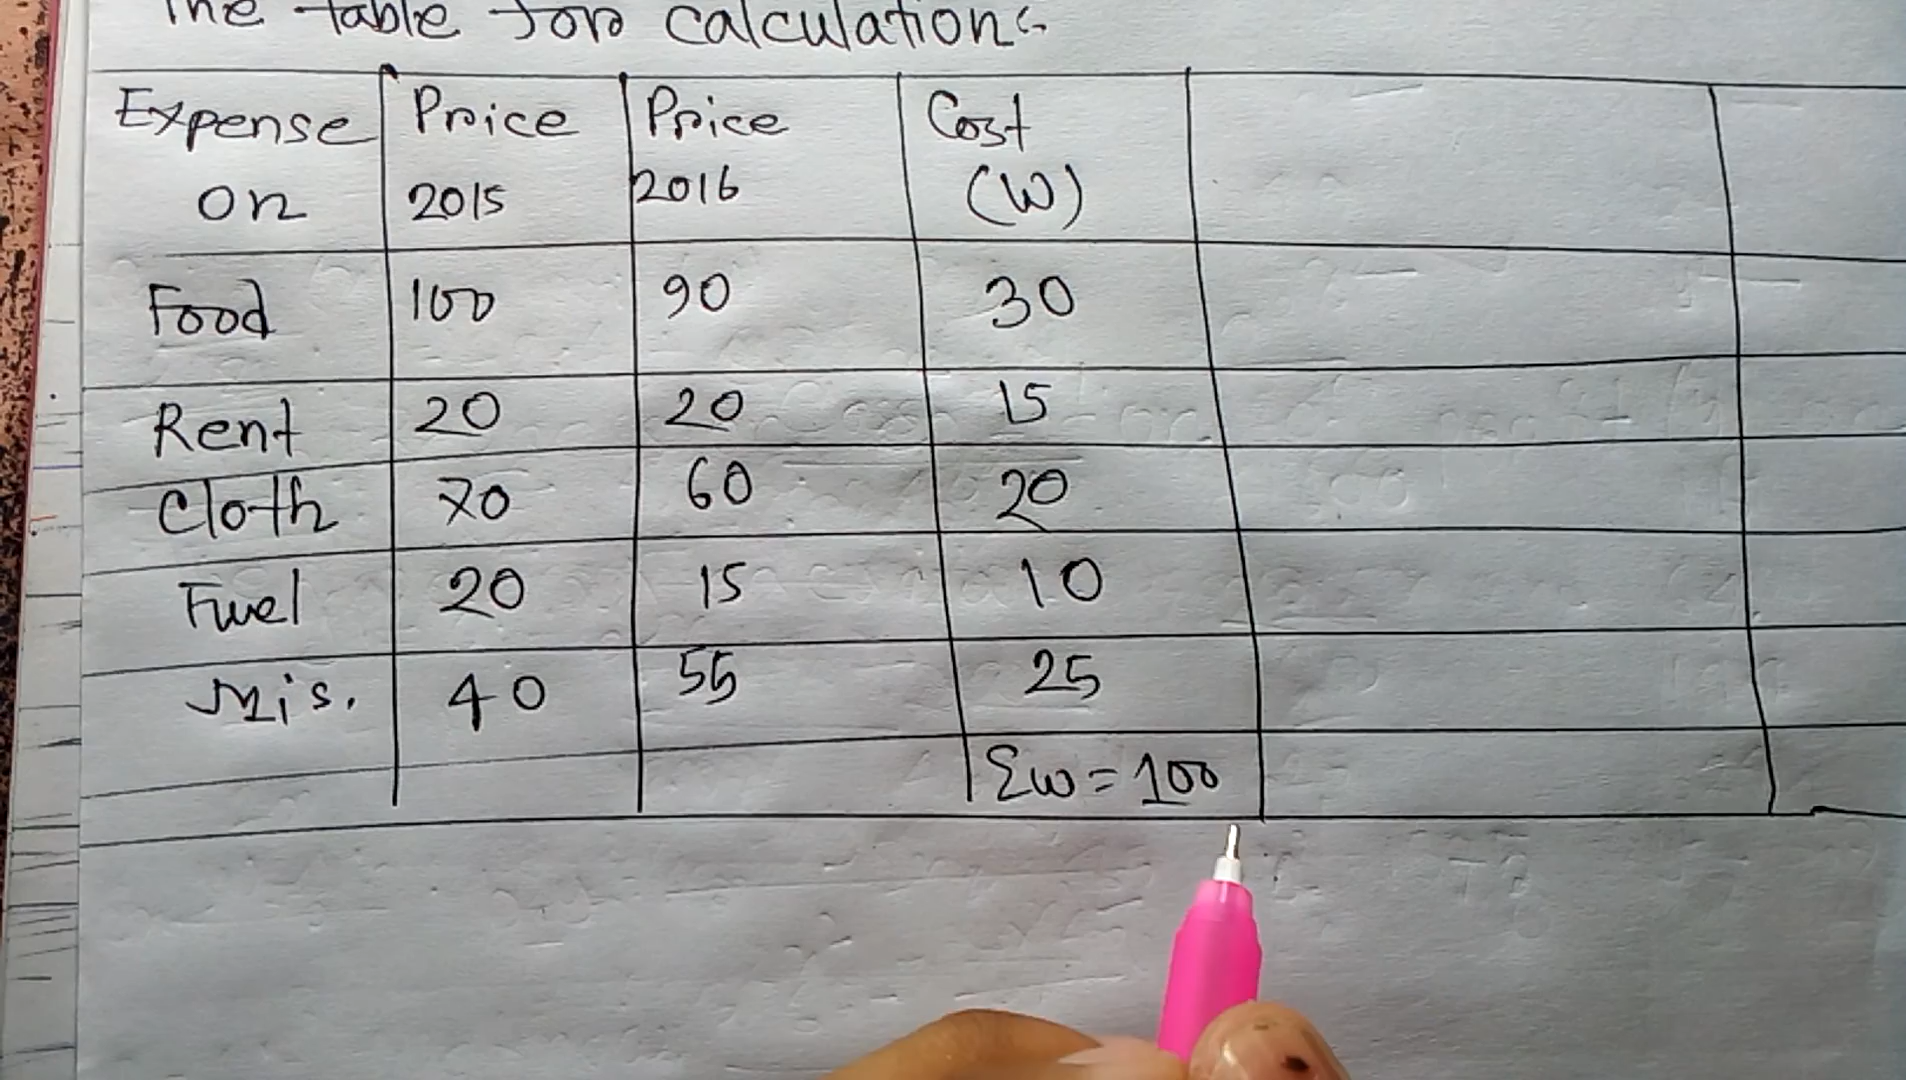 The table for calculation:-
Expense on Price 2015 Price 2016 Cost (W)
Food 100 90 30
Rent 20 20 15
Cloth 70 60 20
Fuel 20 15 10
Mis. 40 55 25
Σw = 100